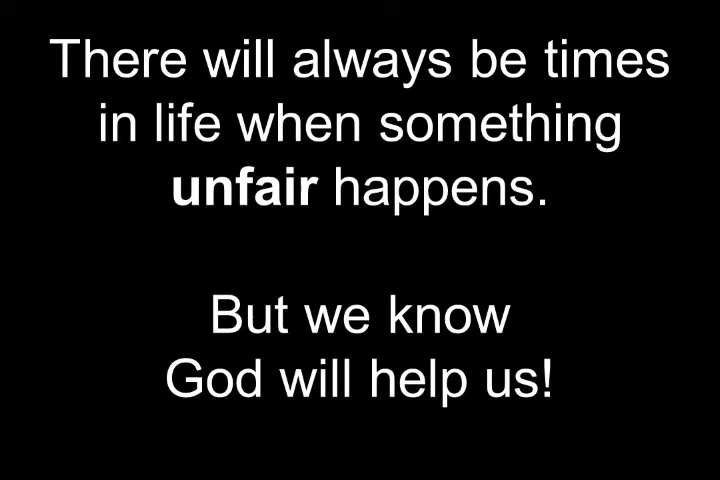 There will always be times
in life when something
unfair happens.
But we know
God will help us!